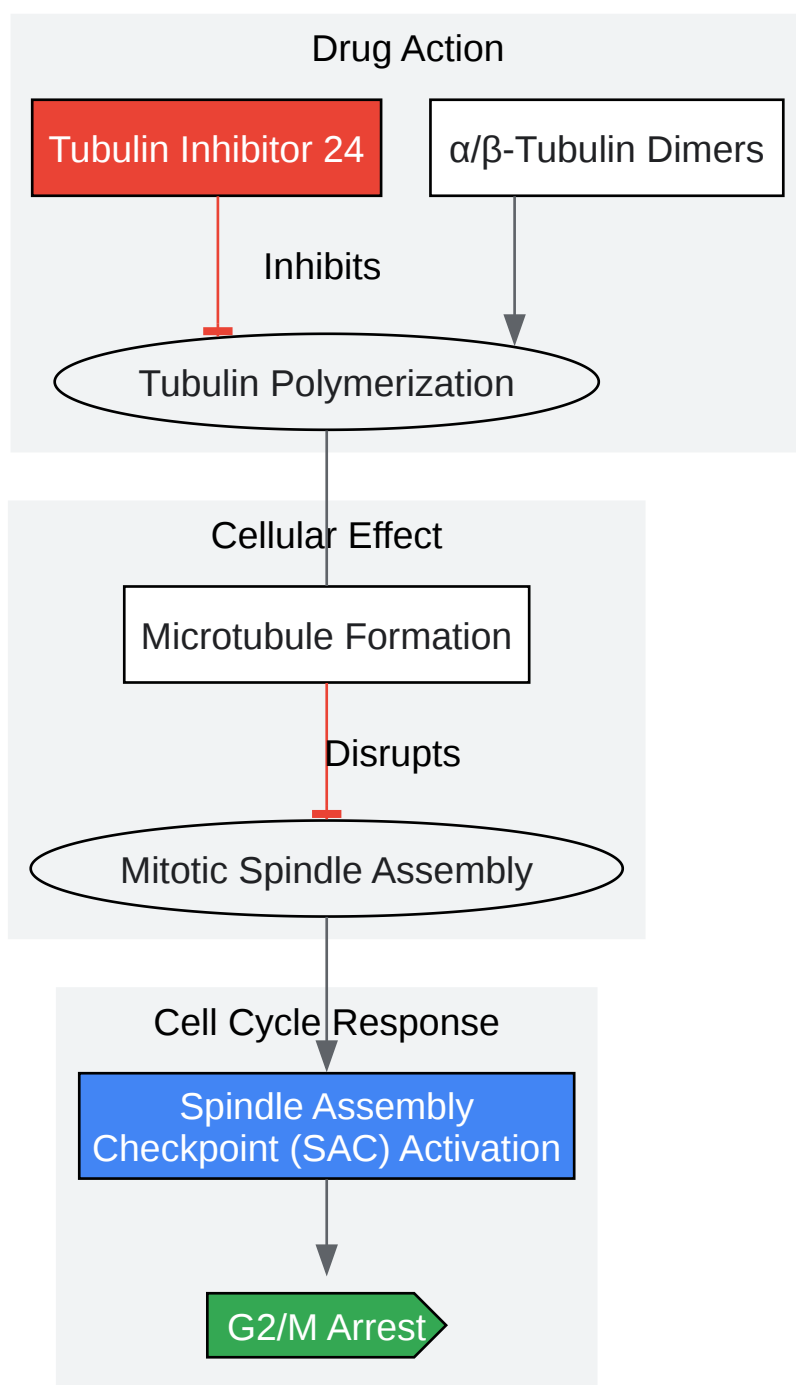 Drug Action
Tubulin Inhibitor 24
α/β-Tubulin Dimers
Inhibits
Tubulin Polymerization
Cellular Effect
Microtubule Formation
Disrupts
Mitotic Spindle Assembly
Cell Cycle Response
Spindle Assembly
Checkpoint (SAC) Activation
G2/M Arrest